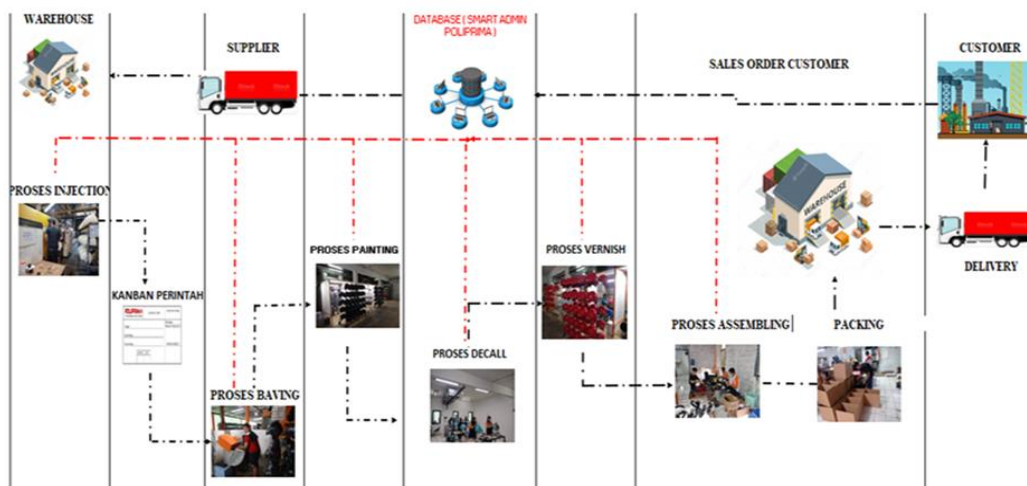 WAREHOUSE
SUPPLIER
DATABASE ( SMART ADMIN
POLIPRIMA )
SALES ORDER CUSTOMER
CUSTOMER
PROSES INJECTION
PROSES PAINTING
PROSES VERNISH
WAREHOUSE
DELIVERY
KANBAN PERINTAH
PROSES DECALL
PROSES ASSEMBLING
PACKING
PROSES BAVING